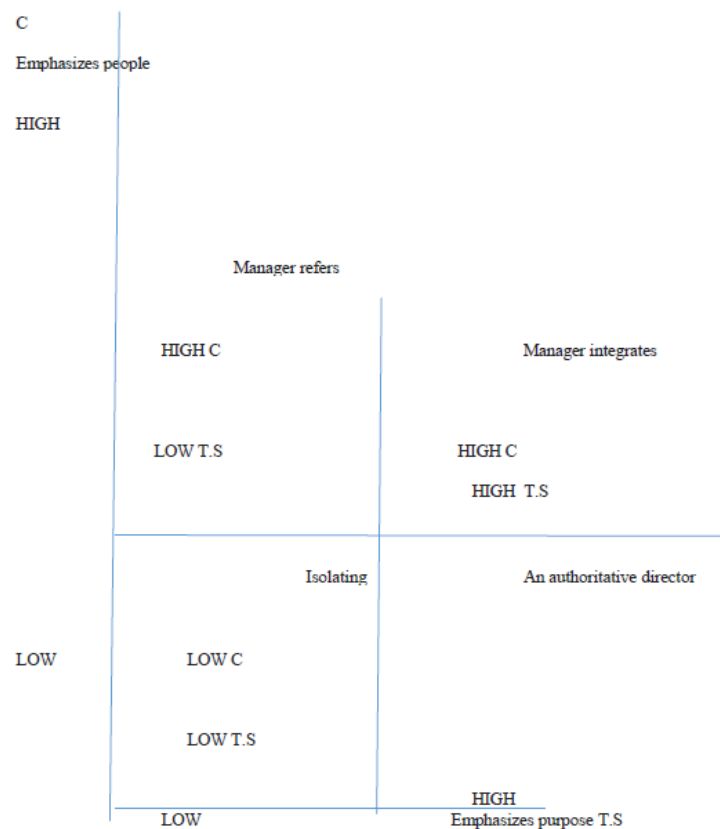 C
Emphasizes people
HIGH
Manager refers
HIGH C
Manager integrates
LOW T.S
HIGH C
HIGH T.S
Isolating
An authoritative director
LOW
LOW C
LOW T.S
HIGH
LOW
Emphasizes purpose T.S